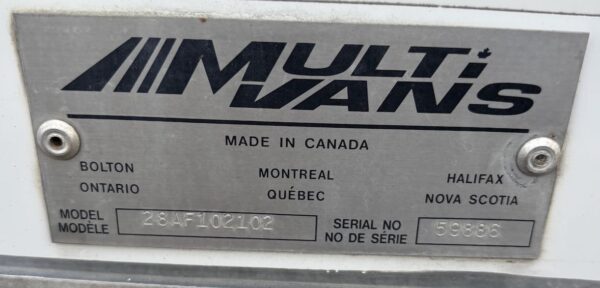 MULTi
VANS
MADE IN CANADA
BOLTON MONTREAL HALIFAX
ONTARIO QUÉBEC NOVA SCOTIA
MODEL 28AF102102 SERIAL NO 59886
MODÈLE NO DE SÉRIE